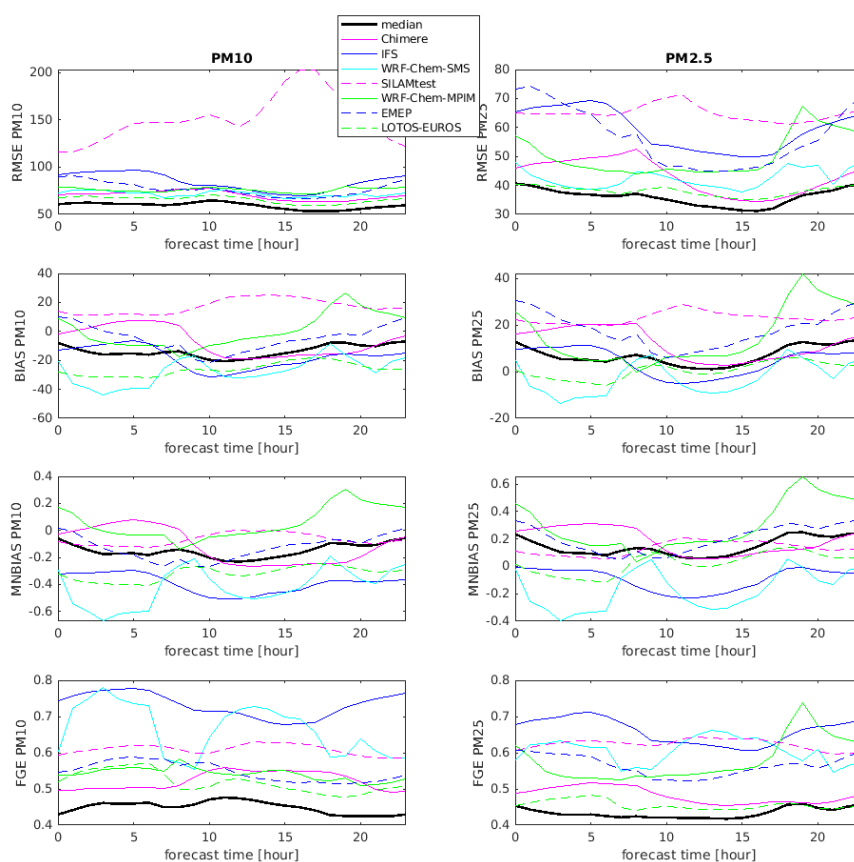 median
Chimere
IFS
WRF-Chem-SMS
SILAMtest
WRF-Chem-MPIM
EMEP
LOTOS-EUROS
PM10
200
150
100
50
RMSE PM10
0 5 10 15 20
forecast time [hour]
PM2.5
80
70
60
50
40
30
RMSE PM25
0 5 10 15 20
forecast time [hour]
40
20
0
-20
-40
-60
BIAS PM10
0 5 10 15 20
forecast time [hour]
40
20
0
-20
BIAS PM25
0 5 10 15 20
forecast time [hour]
0.4
0.2
0
-0.2
-0.4
-0.6
MNBIAS PM10
0 5 10 15 20
forecast time [hour]
0.6
0.4
0.2
0
-0.2
-0.4
MNBIAS PM25
0 5 10 15 20
forecast time [hour]
0.8
0.7
0.6
0.5
0.4
FGE PM10
0 5 10 15 20
forecast time [hour]
0.8
0.7
0.6
0.5
0.4
FGE PM25
0 5 10 15 20
forecast time [hour]